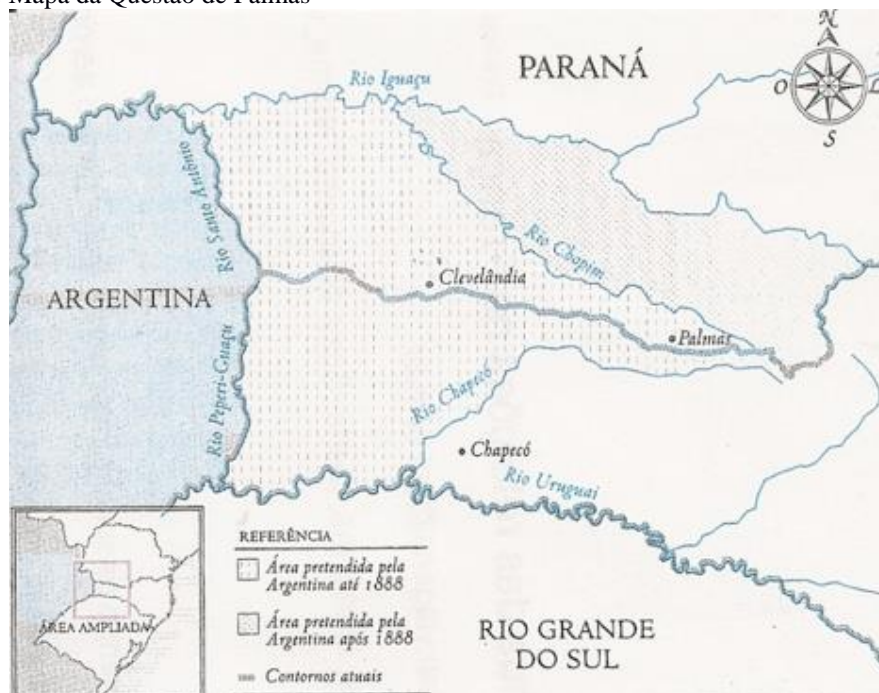 Mapa da Questão de Palmas
N
O
L
S
PARANÁ
Rio Iguaçu
Rio Santo Antônio
Rio Chopim
ARGENTINA
Clevelândia
Palmas
Rio Peperi-Guaçu
Rio Chapecó
Chapecó
Rio Uruguai
REFERÊNCIA
Área pretendida pela
Argentina até 1888
Área pretendida pela
Argentina após 1888
Contornos atuais
ÁREA AMPLIADA
RIO GRANDE
DO SUL